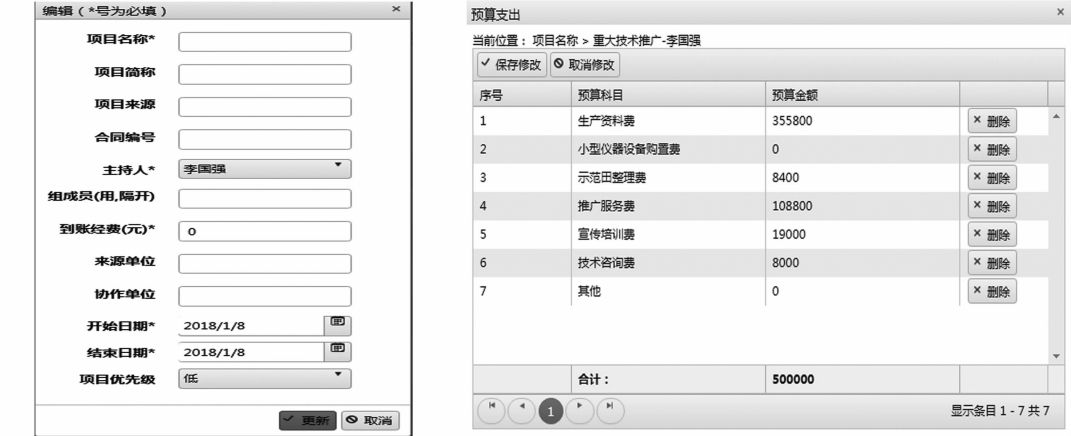 编辑（*号为必填）
项目名称*
项目简称
项目来源
合同编号
主持人* 李国强
组成员(用,隔开)
到账经费(元)* 0
来源单位
协作单位
开始日期* 2018/1/8
结束日期* 2018/1/8
项目优先级 低
更新 取消
预算支出
当前位置：项目名称 > 重大技术推广-李国强
保存修改 取消修改
序号 预算科目 预算金额
1 生产资料费 355800 删除
2 小型仪器设备购置费 0 删除
3 示范田整理费 8400 删除
4 推广服务费 108800 删除
5 宣传培训费 19000 删除
6 技术咨询费 8000 删除
7 其他 0 删除
合计： 500000
1 显示条目 1 - 7 共 7